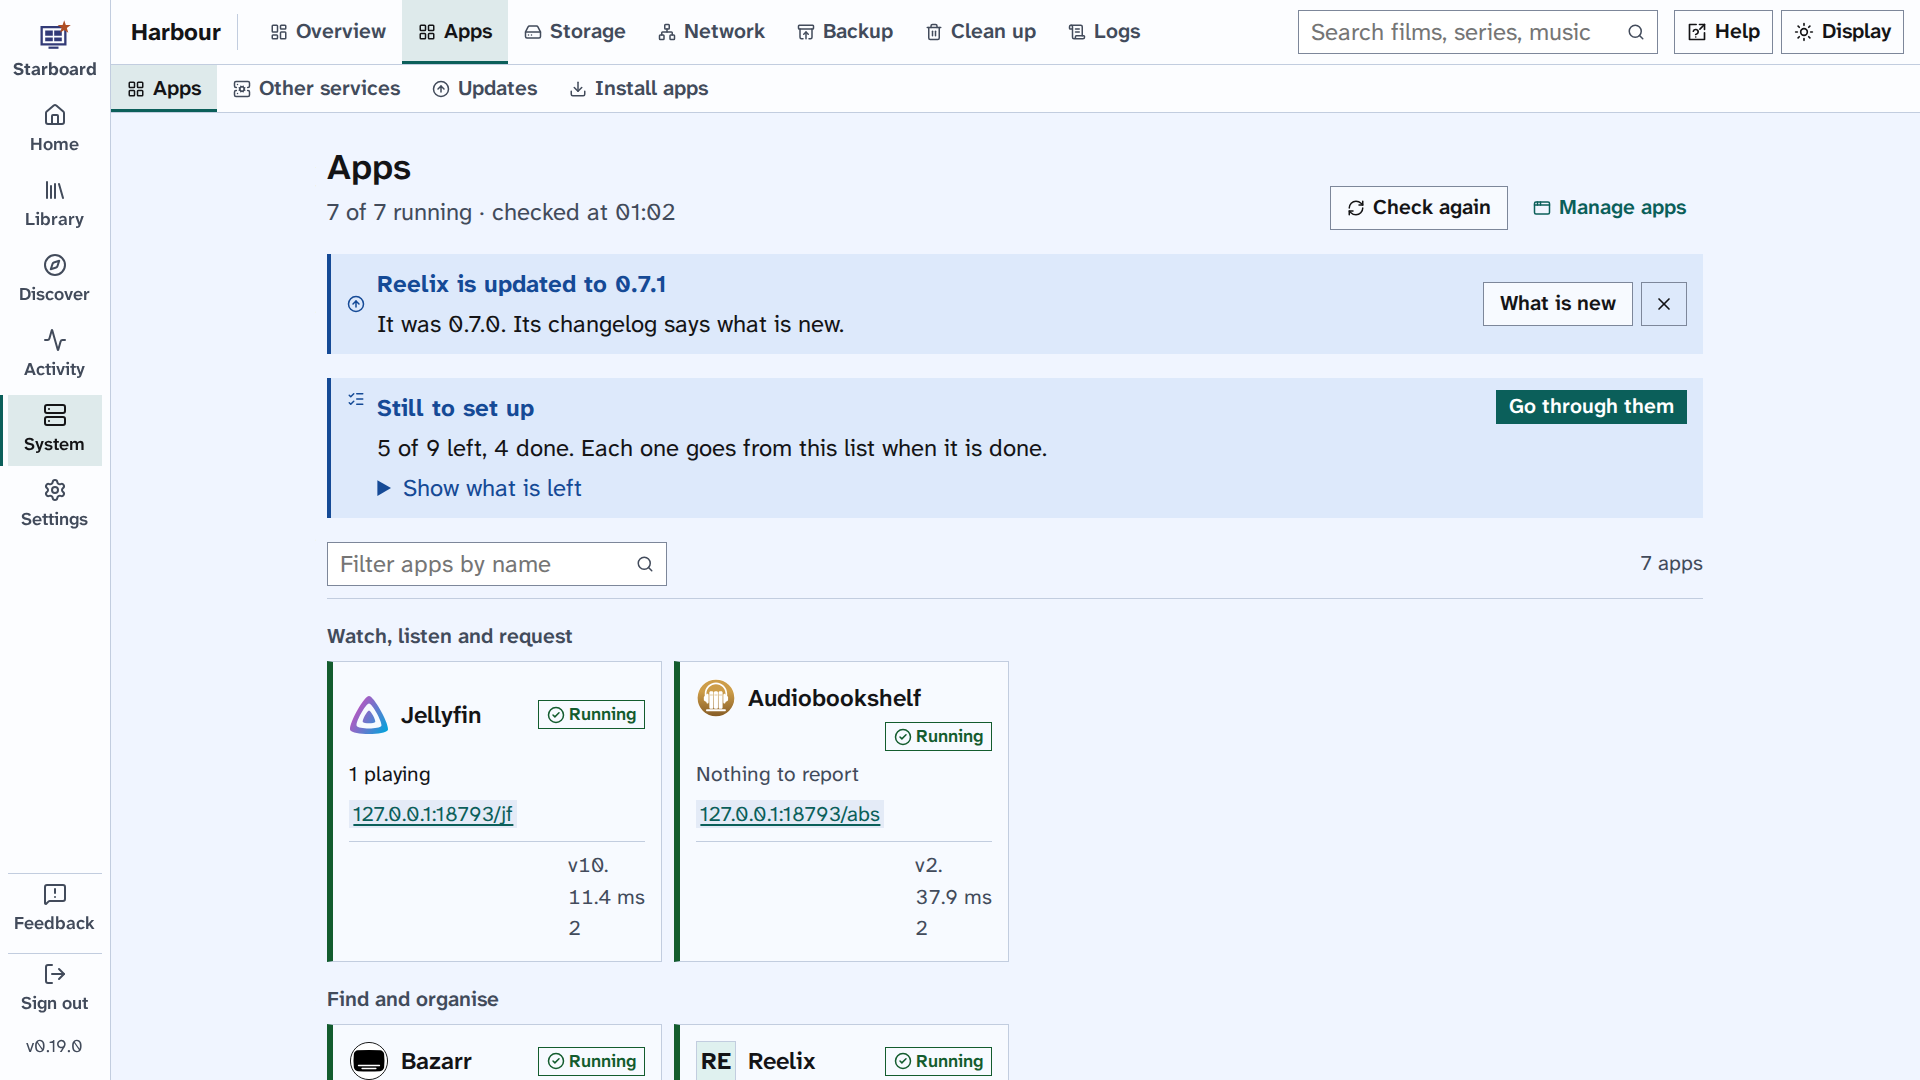 Starboard
Home
Library
Discover
Activity
System
Settings
Feedback
Sign out
v0.19.0
Harbour
Overview
Apps
Storage
Network
Backup
Clean up
Logs
Search films, series, music
Help
Display
Apps
Other services
Updates
Install apps
Apps
7 of 7 running · checked at 01:02
Check again
Manage apps
Reelix is updated to 0.7.1
It was 0.7.0. Its changelog says what is new.
What is new
Still to set up
5 of 9 left, 4 done. Each one goes from this list when it is done.
Show what is left
Go through them
Filter apps by name
7 apps
Watch, listen and request
Jellyfin
Running
1 playing
127.0.0.1:18793/jf
v10.
11.4 ms
2
Audiobookshelf
Running
Nothing to report
127.0.0.1:18793/abs
v2.
37.9 ms
2
Find and organise
Bazarr
Running
RE
Reelix
Running